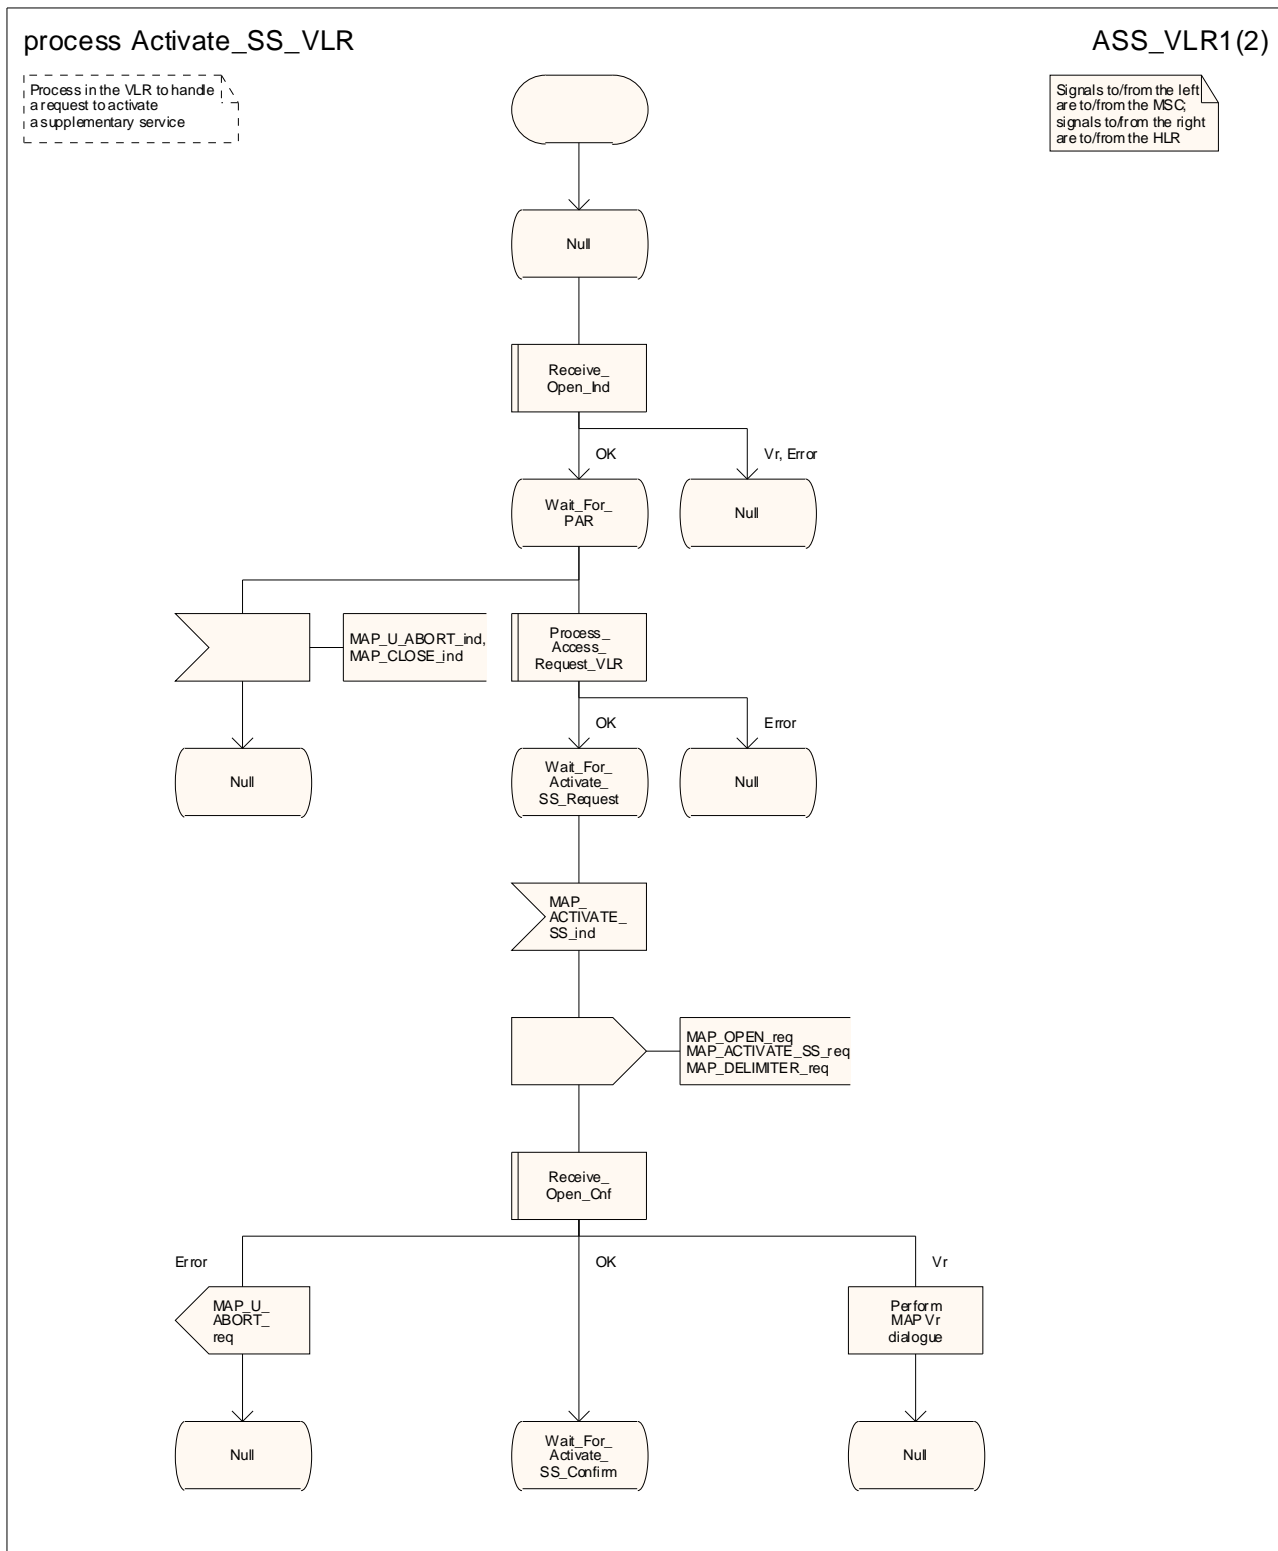 process Activate_SS_VLR
ASS_VLR1(2)
Process in the VLR to handle
a request to activate
a supplementary service
Signals to/from the left
are to/from the MSC;
signals to/from the right
are to/from the HLR
Null
Receive_
Open_Ind
OK
Vr, Error
Wait_For_
PAR
Null
MAP_U_ABORT_ind,
MAP_CLOSE_ind
Process_
Access_
Request_VLR
OK
Error
Null
Wait_For_
Activate_
SS_Request
Null
MAP_
ACTIVATE_
SS_ind
MAP_OPEN_req
MAP_ACTIVATE_SS_req
MAP_DELIMITER_req
Receive_
Open_Cnf
Error
OK
Vr
MAP_U_
ABORT_
req
Perform
MAP Vr
dialogue
Null
Wait_For_
Activate_
SS_Confirm
Null